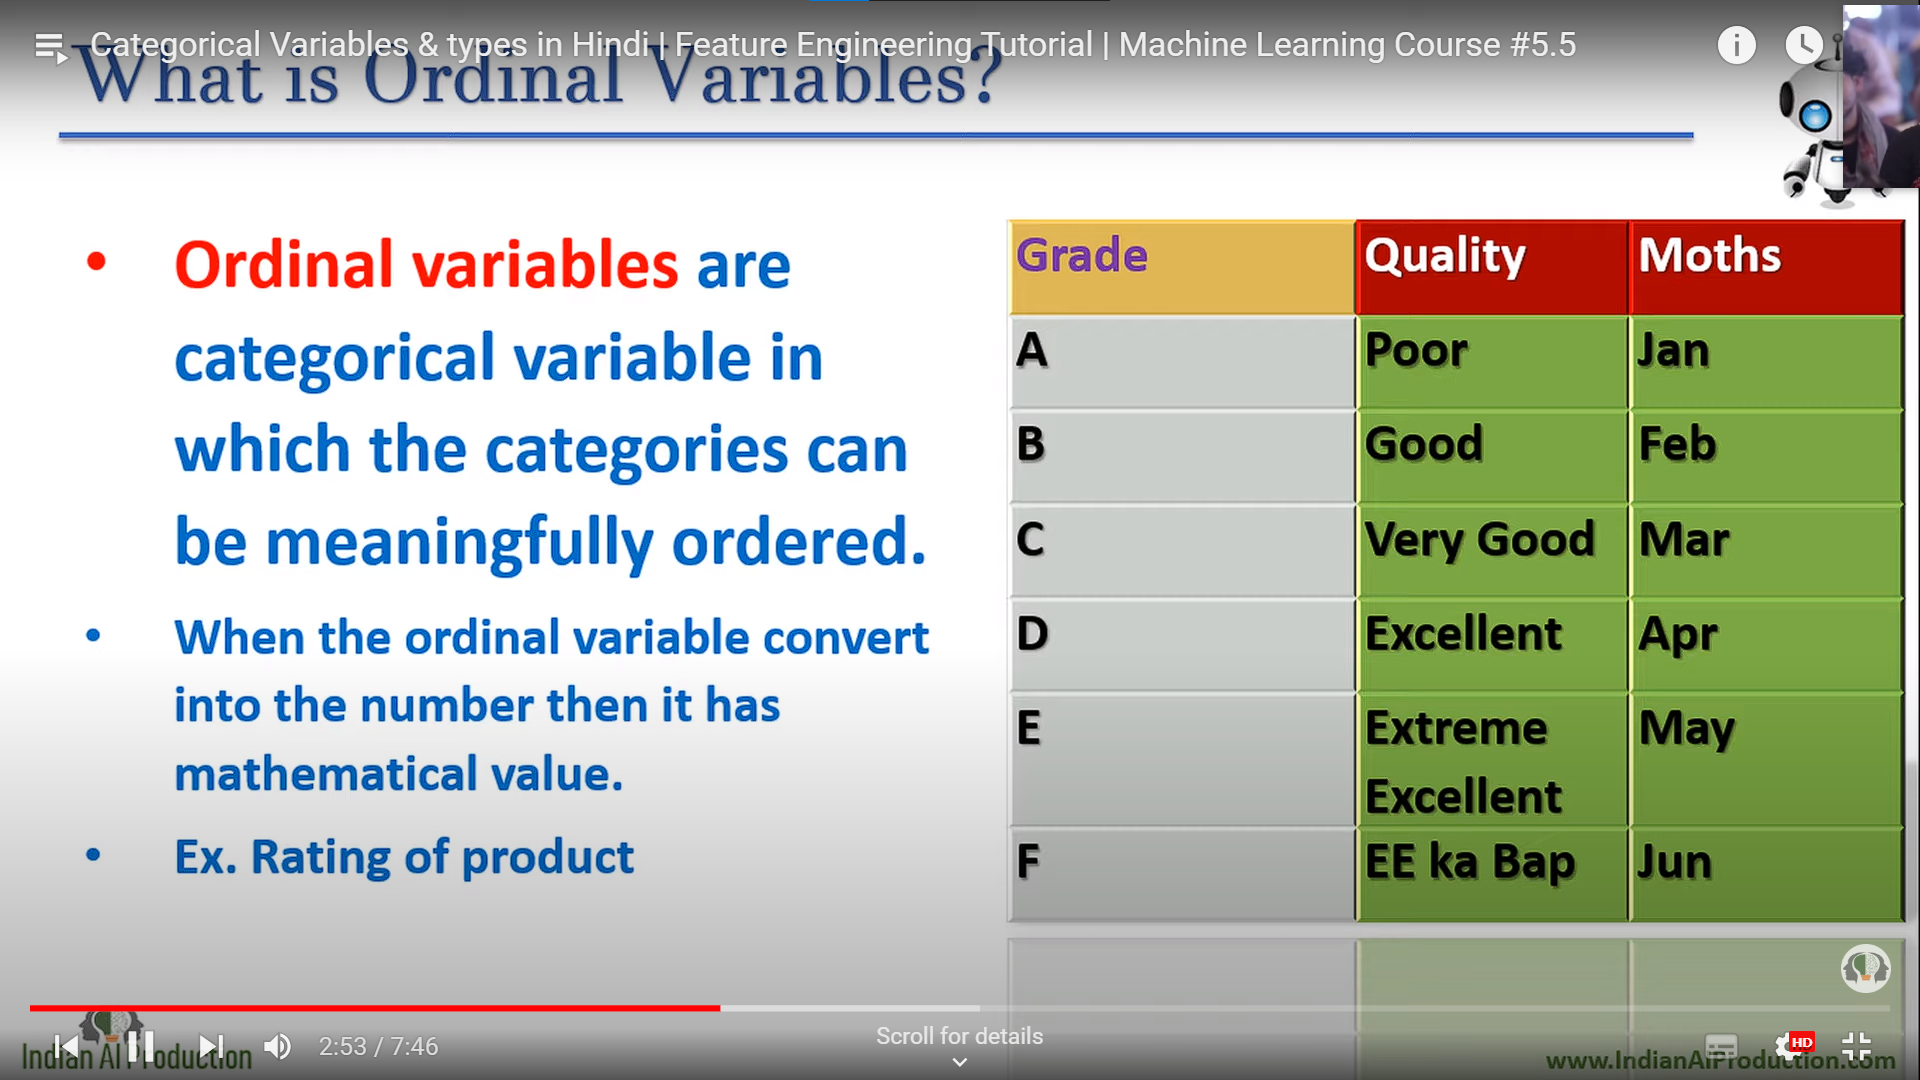 Categorical Variables & types in Hindi | Feature Engineering Tutorial | Machine Learning Course #5.5
What is Ordinal Variables?
• Ordinal variables are
categorical variable in
which the categories can
be meaningfully ordered.
• When the ordinal variable convert
into the number then it has
mathematical value.
• Ex. Rating of product
Grade Quality Moths
A Poor Jan
B Good Feb
C Very Good Mar
D Excellent Apr
E Extreme May
Excellent
F EE ka Bap Jun
Scroll for details
2:53 / 7:46
HD
Indian AI Production
www.IndianAIProduction.com